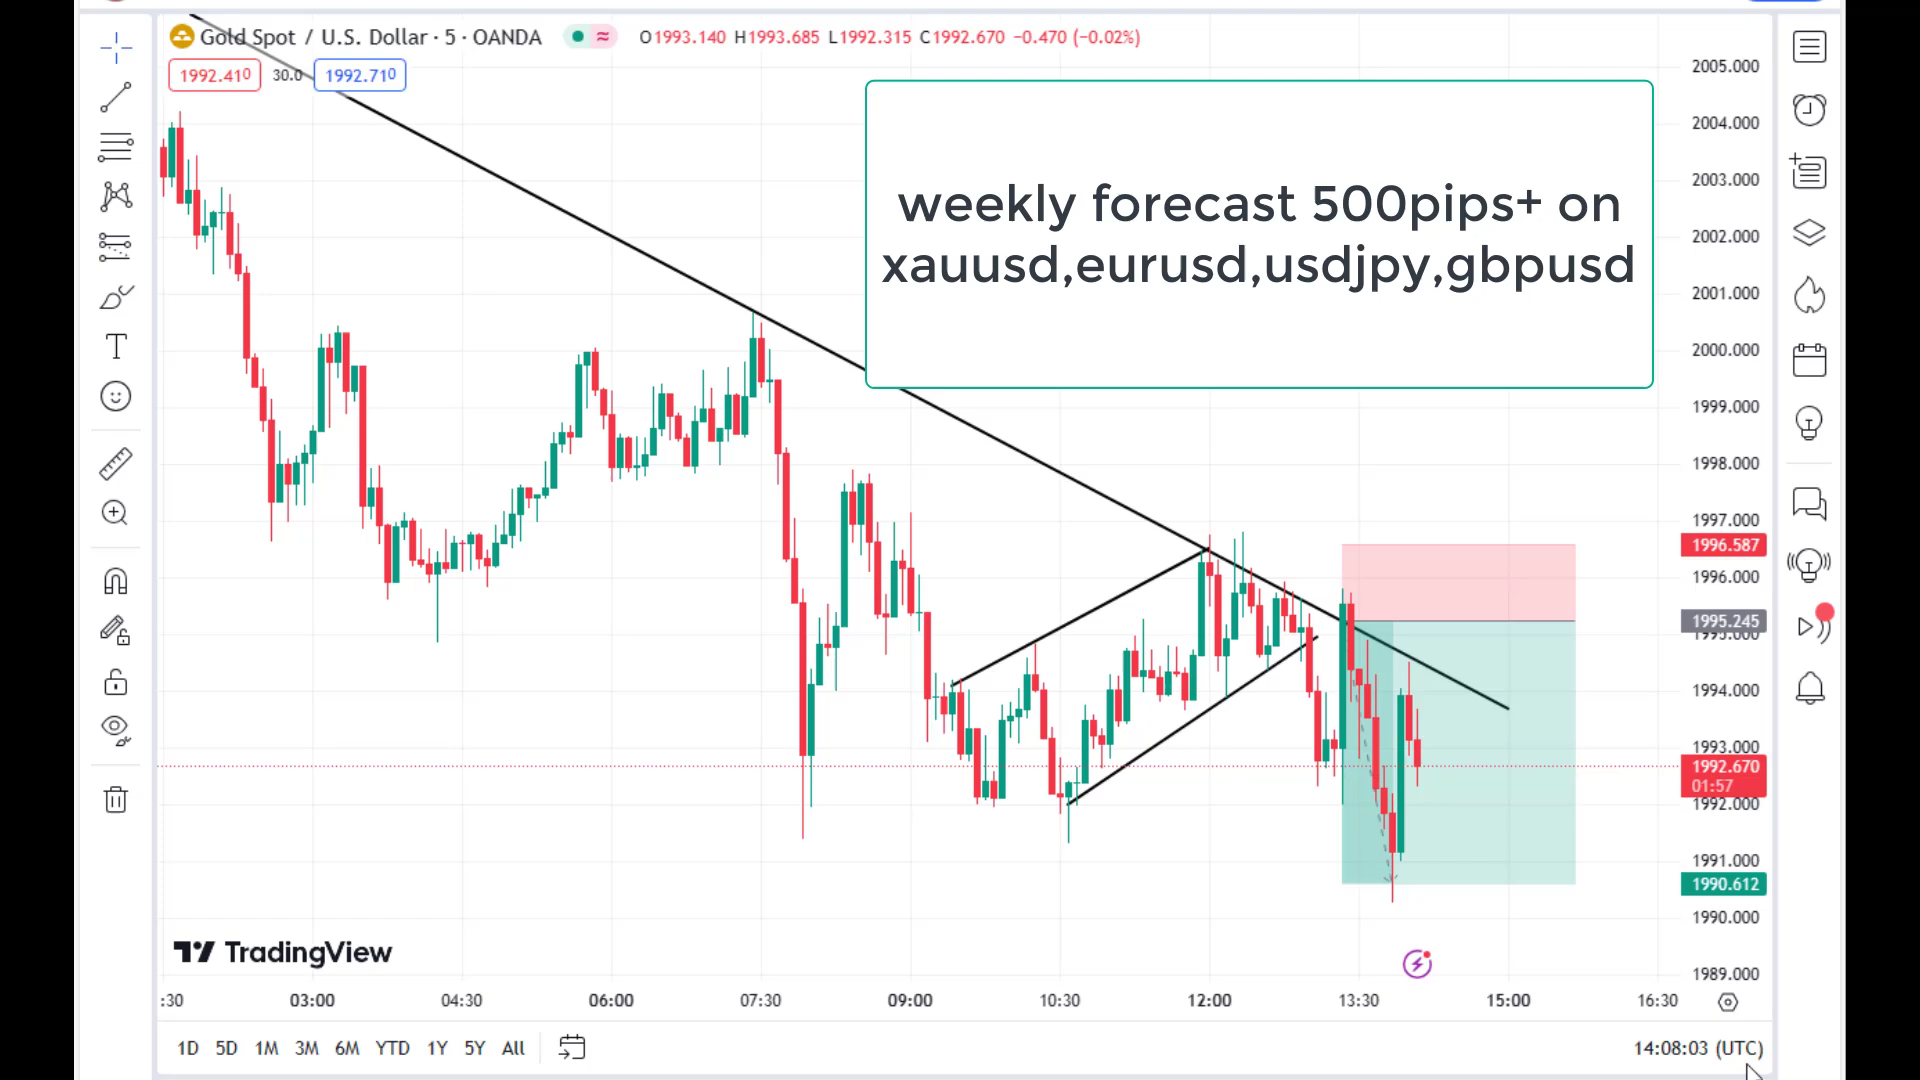 Gold Spot / U.S. Dollar · 5 · OANDA
O1993.140 H1993.685 L1992.315 C1992.670 −0.470 (−0.02%)
1992.410 30.0 1992.710
weekly forecast 500pips+ on
xauusd,eurusd,usdjpy,gbpusd
2005.000
2004.000
2003.000
2002.000
2001.000
2000.000
1999.000
1998.000
1997.000
1996.587
1996.000
1995.245
1995.000
1994.000
1993.000
1992.670
01:57
1992.000
1991.000
1990.612
1990.000
1989.000
TradingView
:30 03:00 04:30 06:00 07:30 09:00 10:30 12:00 13:30 15:00 16:30
1D 5D 1M 3M 6M YTD 1Y 5Y All
14:08:03 (UTC)